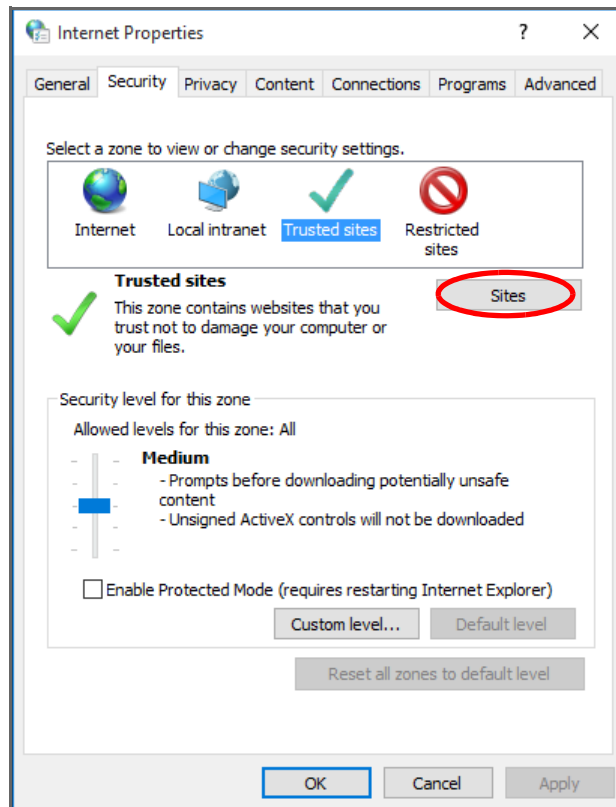 Internet Properties
?
General Security Privacy Content Connections Programs Advanced
Select a zone to view or change security settings.
Internet Local intranet Trusted sites Restricted
sites
Trusted sites
Sites
This zone contains websites that you
trust not to damage your computer or
your files.
Security level for this zone
Allowed levels for this zone: All
Medium
- Prompts before downloading potentially unsafe
content
- Unsigned ActiveX controls will not be downloaded
Enable Protected Mode (requires restarting Internet Explorer)
Custom level... Default level
Reset all zones to default level
OK Cancel Apply